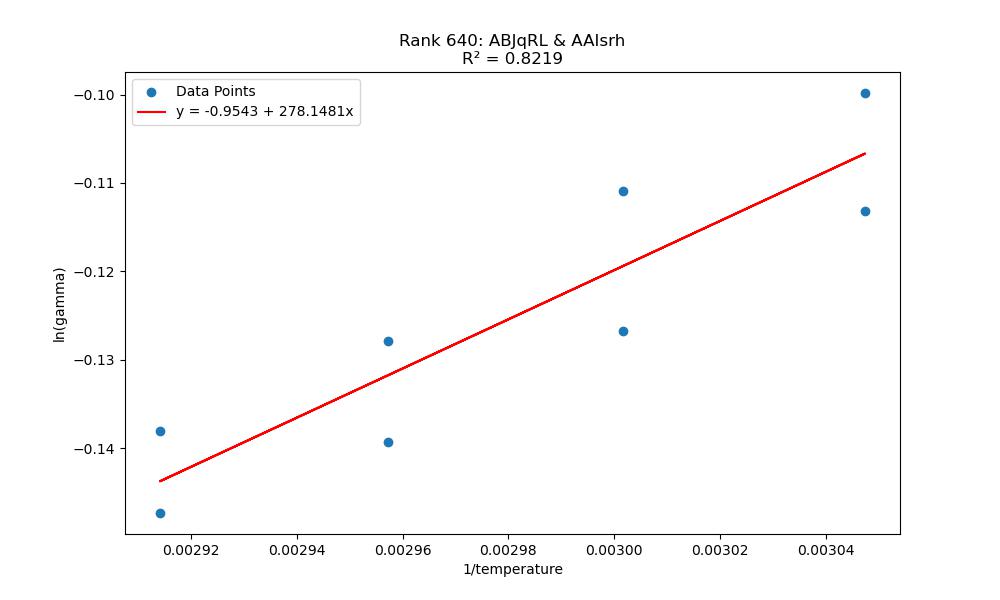 Rank 640: ABJqRL & AAIsrh
R² = 0.8219
Data Points
y = -0.9543 + 278.1481x
ln(gamma)
−0.10
−0.11
−0.12
−0.13
−0.14
0.00292
0.00294
0.00296
0.00298
0.00300
0.00302
0.00304
1/temperature